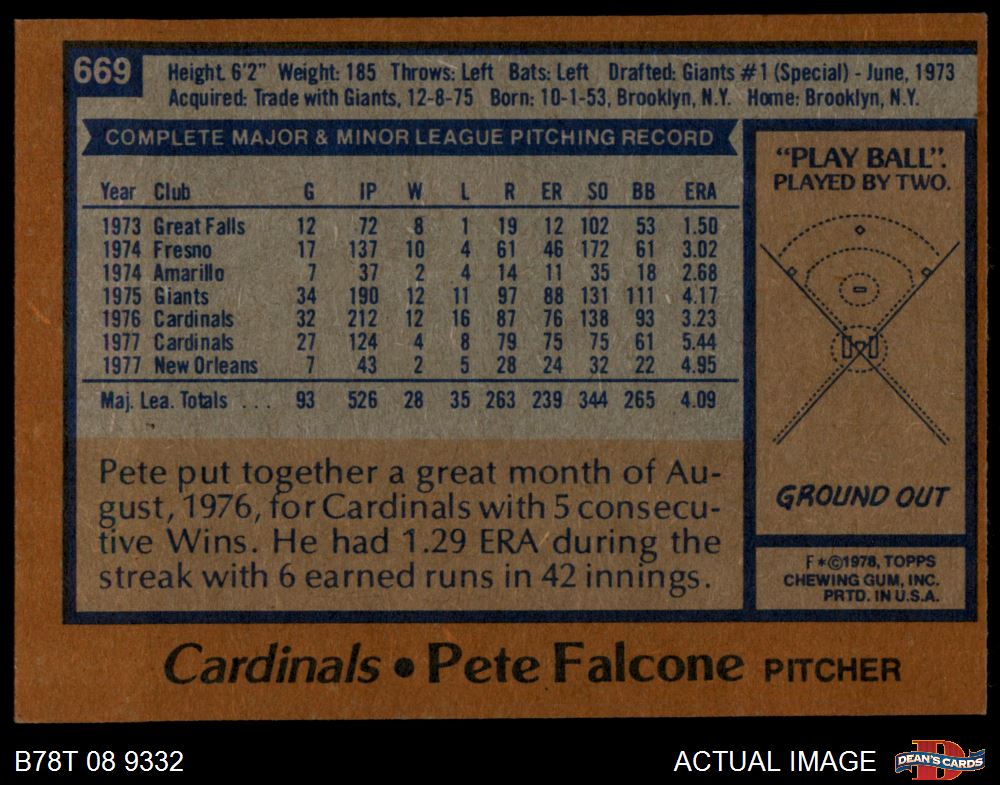 669
Height 6'2" Weight: 185 Throws: Left Bats: Left Drafted: Giants #1 (Special) - June, 1973
Acquired: Trade with Giants, 12-8-75 Born: 10-1-53, Brooklyn, N.Y. Home: Brooklyn, N.Y.
COMPLETE MAJOR & MINOR LEAGUE PITCHING RECORD
Year Club G IP W L R ER SO BB ERA
1973 Great Falls 12 72 8 1 19 12 102 53 1.50
1974 Fresno 17 137 10 4 61 46 172 61 3.02
1974 Amarillo 7 37 2 4 14 11 35 18 2.68
1975 Giants 34 190 12 11 97 88 131 111 4.17
1976 Cardinals 32 212 12 16 87 76 138 93 3.23
1977 Cardinals 27 124 4 8 79 75 75 61 5.44
1977 New Orleans 7 43 2 5 28 24 32 22 4.95
Maj. Lea. Totals ... 93 526 28 35 263 239 344 265 4.09
Pete put together a great month of Au-
gust, 1976, for Cardinals with 5 consecu-
tive Wins. He had 1.29 ERA during the
streak with 6 earned runs in 42 innings.
"PLAY BALL".
PLAYED BY TWO.
GROUND OUT
F*©1978, TOPPS
CHEWING GUM, INC.
PRTD. IN U.S.A.
Cardinals • Pete Falcone PITCHER
B78T 08 9332
ACTUAL IMAGE
D
DEAN'S CARDS